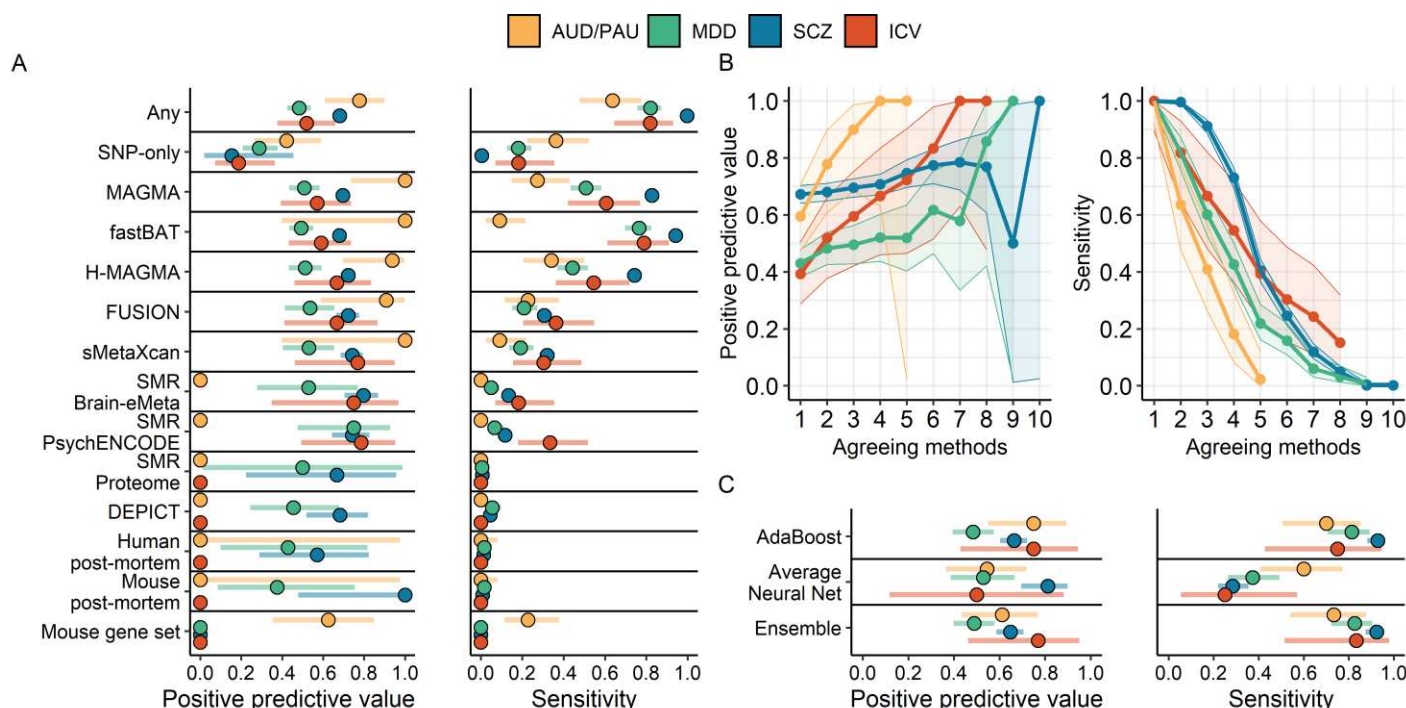 AUD/PAU MDD SCZ ICV
A
Any
SNP-only
MAGMA
fastBAT
H-MAGMA
FUSION
sMetaXcan
SMR
Brain-eMeta
SMR
PsychENCODE
SMR
Proteome
DEPICT
Human
post-mortem
Mouse
post-mortem
Mouse gene set
0.0 0.2 0.4 0.6 0.8 1.0
Positive predictive value
0.0 0.2 0.4 0.6 0.8 1.0
Sensitivity
B
Positive predictive value
1.0
0.8
0.6
0.4
0.2
0.0
1 2 3 4 5 6 7 8 9 10
Agreeing methods
Sensitivity
1.0
0.8
0.6
0.4
0.2
0.0
1 2 3 4 5 6 7 8 9 10
Agreeing methods
C
AdaBoost
Average
Neural Net
Ensemble
0.0 0.2 0.4 0.6 0.8 1.0
Positive predictive value
0.0 0.2 0.4 0.6 0.8 1.0
Sensitivity